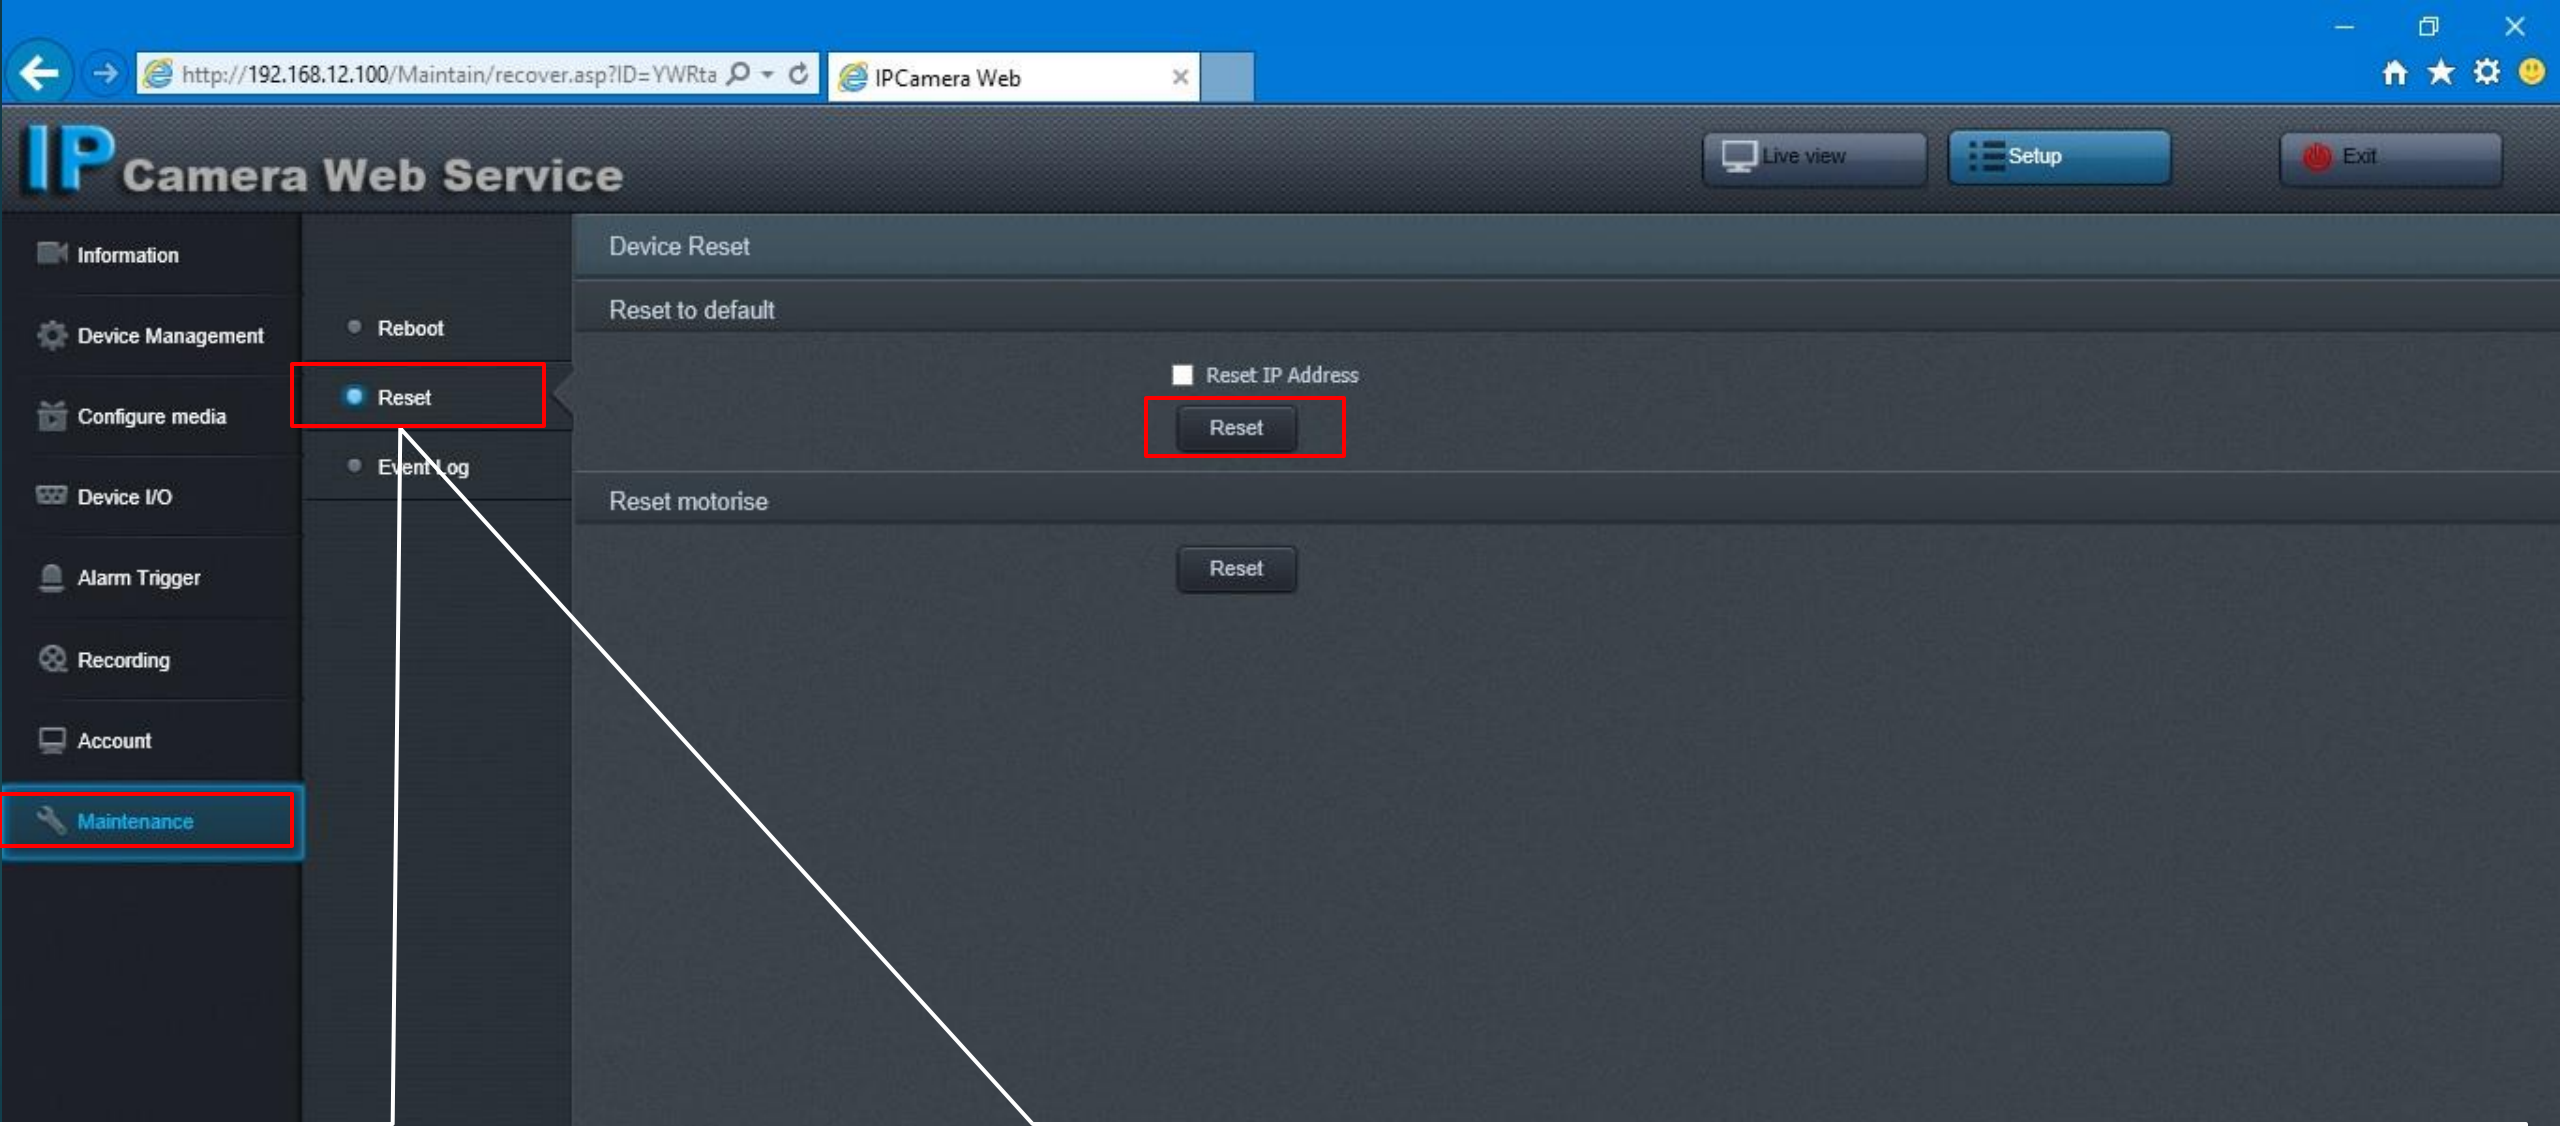 http://192.168.12.100/Maintain/recover.asp?ID=YWRta
IPCamera Web
IP Camera Web Service
Live view
Setup
Exit
Information
Device Management
Configure media
Device I/O
Alarm Trigger
Recording
Account
Maintenance
Reboot
Reset
Event Log
Device Reset
Reset to default
Reset IP Address
Reset
Reset motorise
Reset